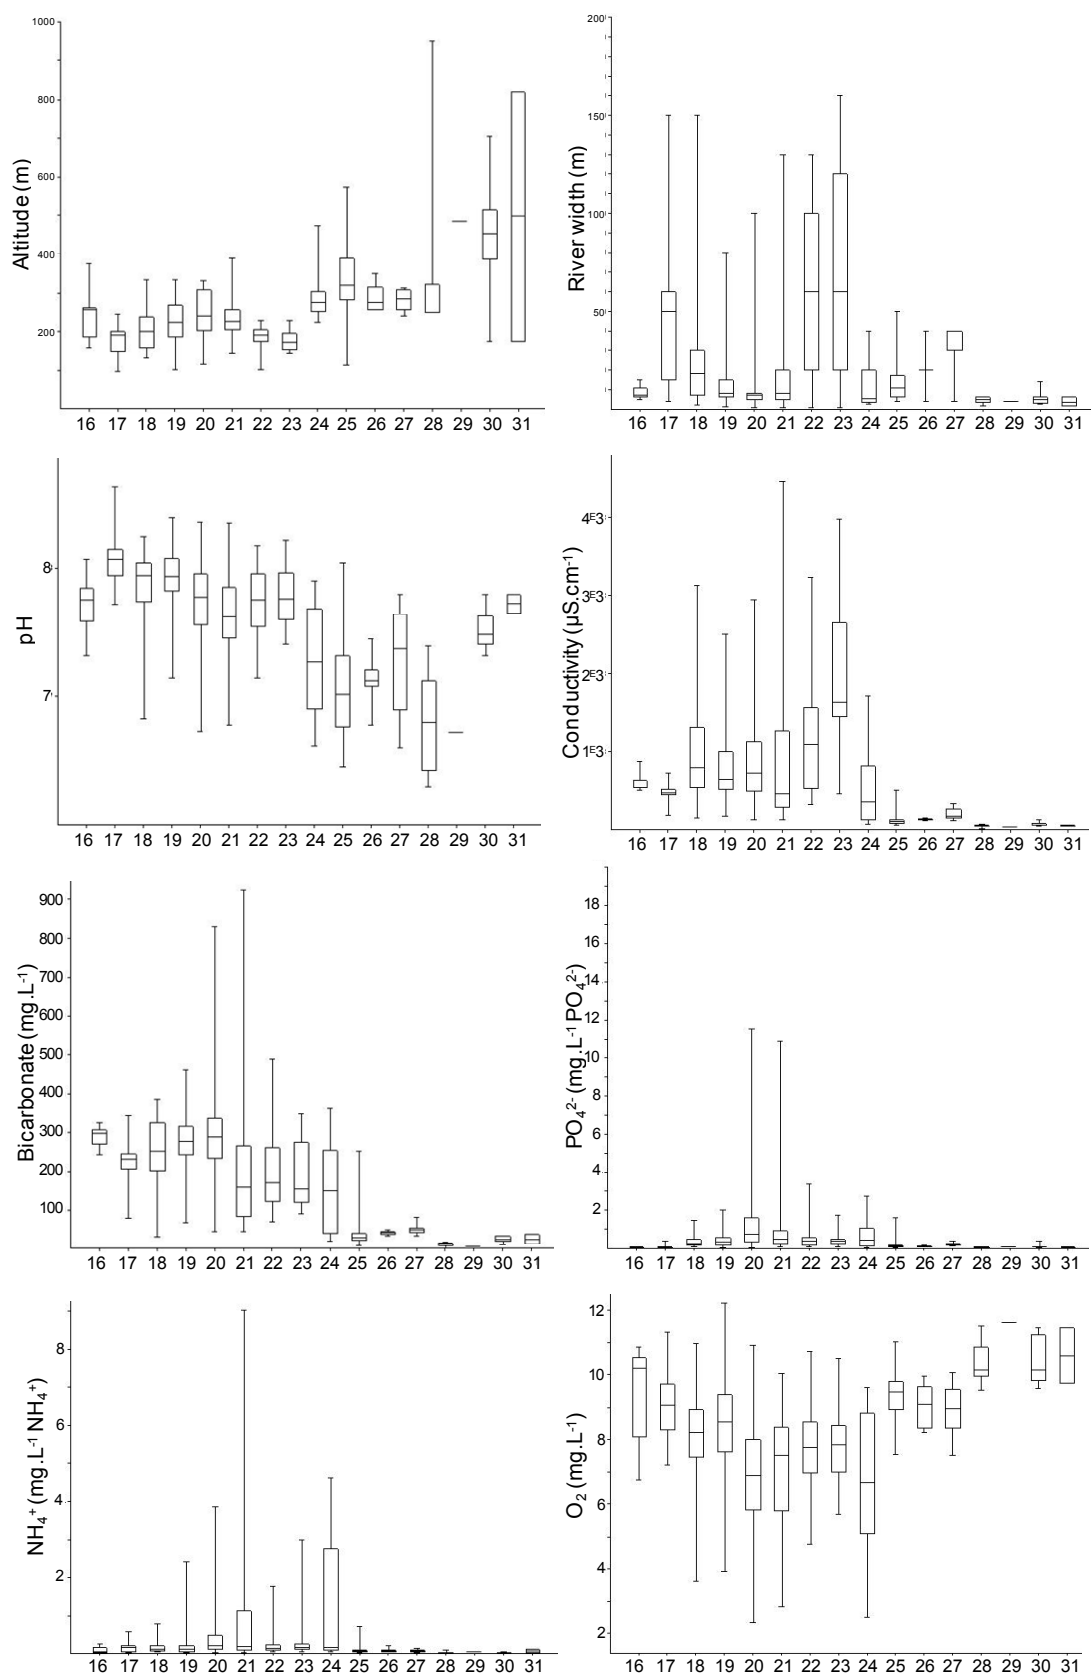 1000
800
600
400
200
Altitude (m)
16 17 18 19 20 21 22 23 24 25 26 27 28 29 30 31
200
150
100
50
River width (m)
16 17 18 19 20 21 22 23 24 25 26 27 28 29 30 31
8
7
pH
16 17 18 19 20 21 22 23 24 25 26 27 28 29 30 31
4E3
3E3
2E3
1E3
Conductivity (µS.cm⁻¹)
16 17 18 19 20 21 22 23 24 25 26 27 28 29 30 31
900
800
700
600
500
400
300
200
100
Bicarbonate (mg.L⁻¹)
16 17 18 19 20 21 22 23 24 25 26 27 28 29 30 31
18
16
14
12
10
8
6
4
2
PO₄²⁻ (mg.L⁻¹ PO₄²⁻)
16 17 18 19 20 21 22 23 24 25 26 27 28 29 30 31
8
6
4
2
NH₄⁺ (mg.L⁻¹ NH₄⁺)
16 17 18 19 20 21 22 23 24 25 26 27 28 29 30 31
12
10
8
6
4
2
O₂ (mg.L⁻¹)
16 17 18 19 20 21 22 23 24 25 26 27 28 29 30 31